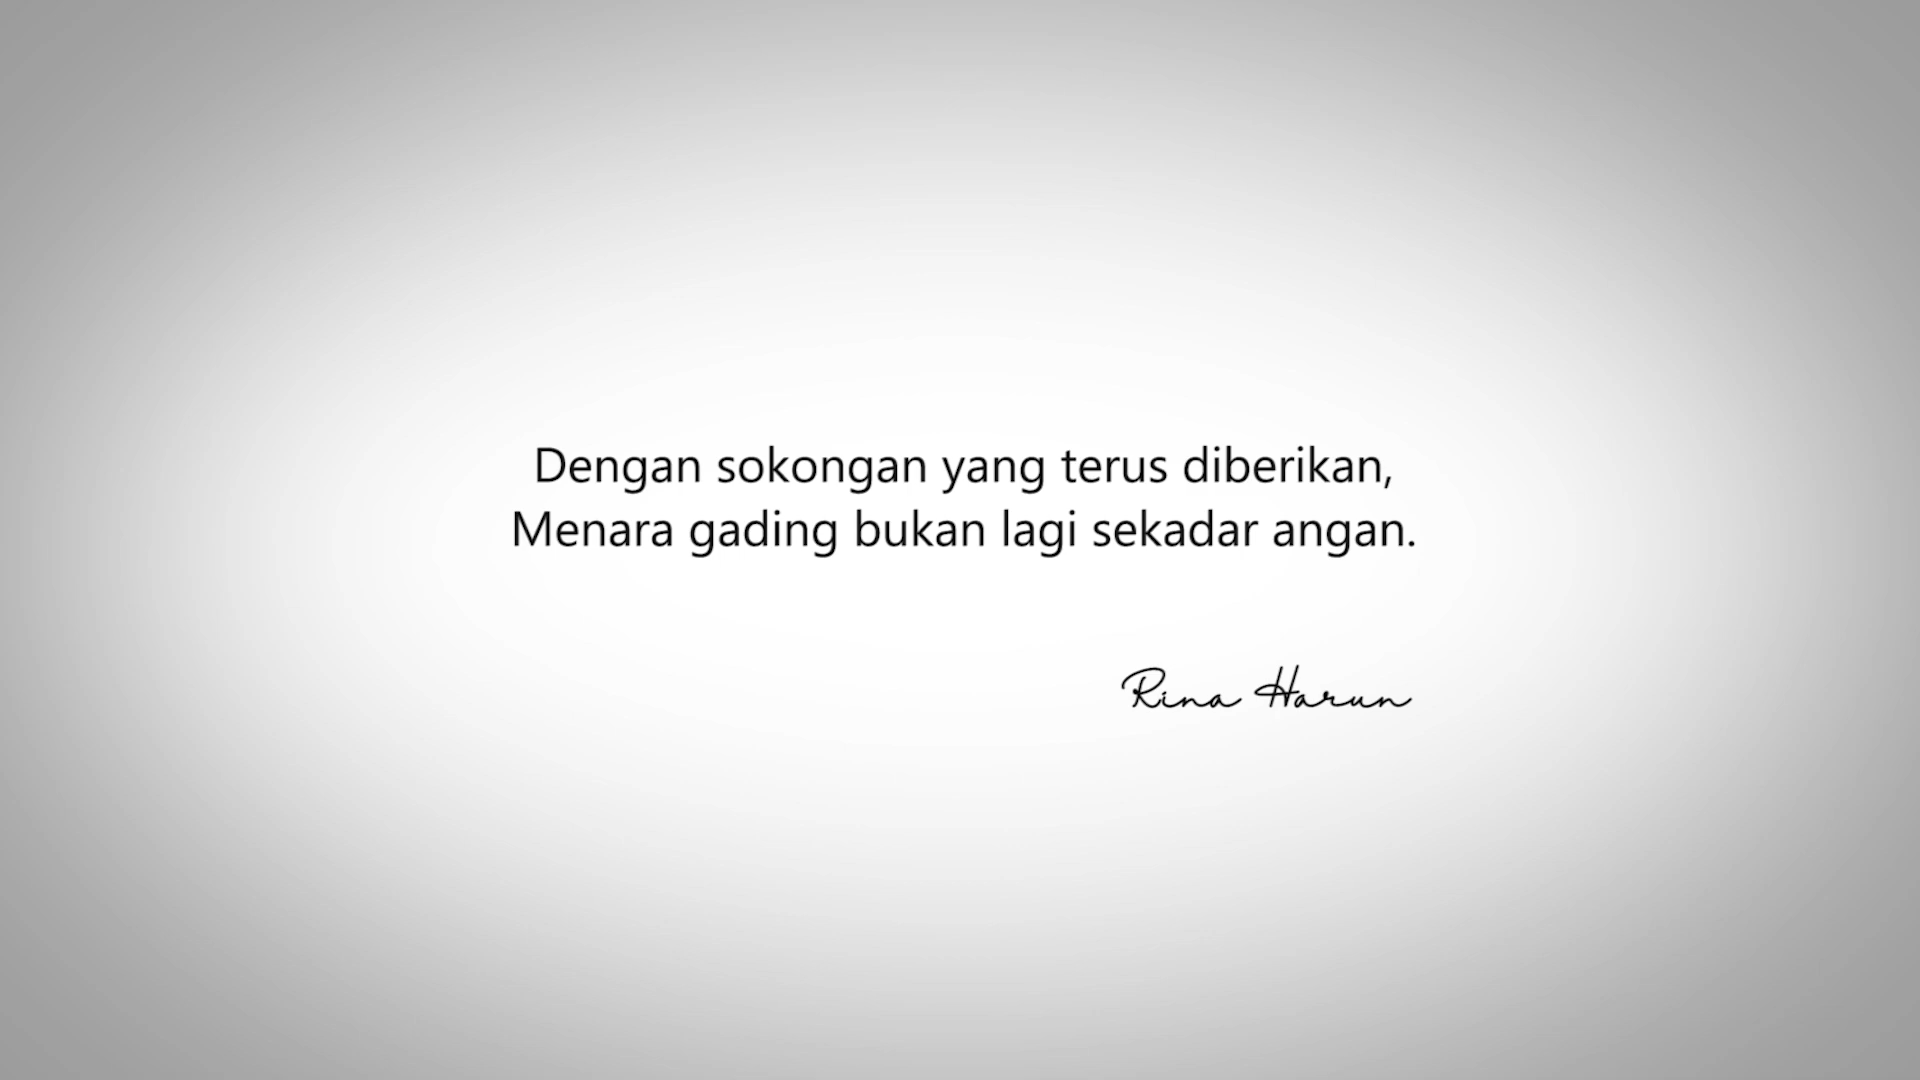 Dengan sokongan yang terus diberikan,
Menara gading bukan lagi sekadar angan.
Rina Harun